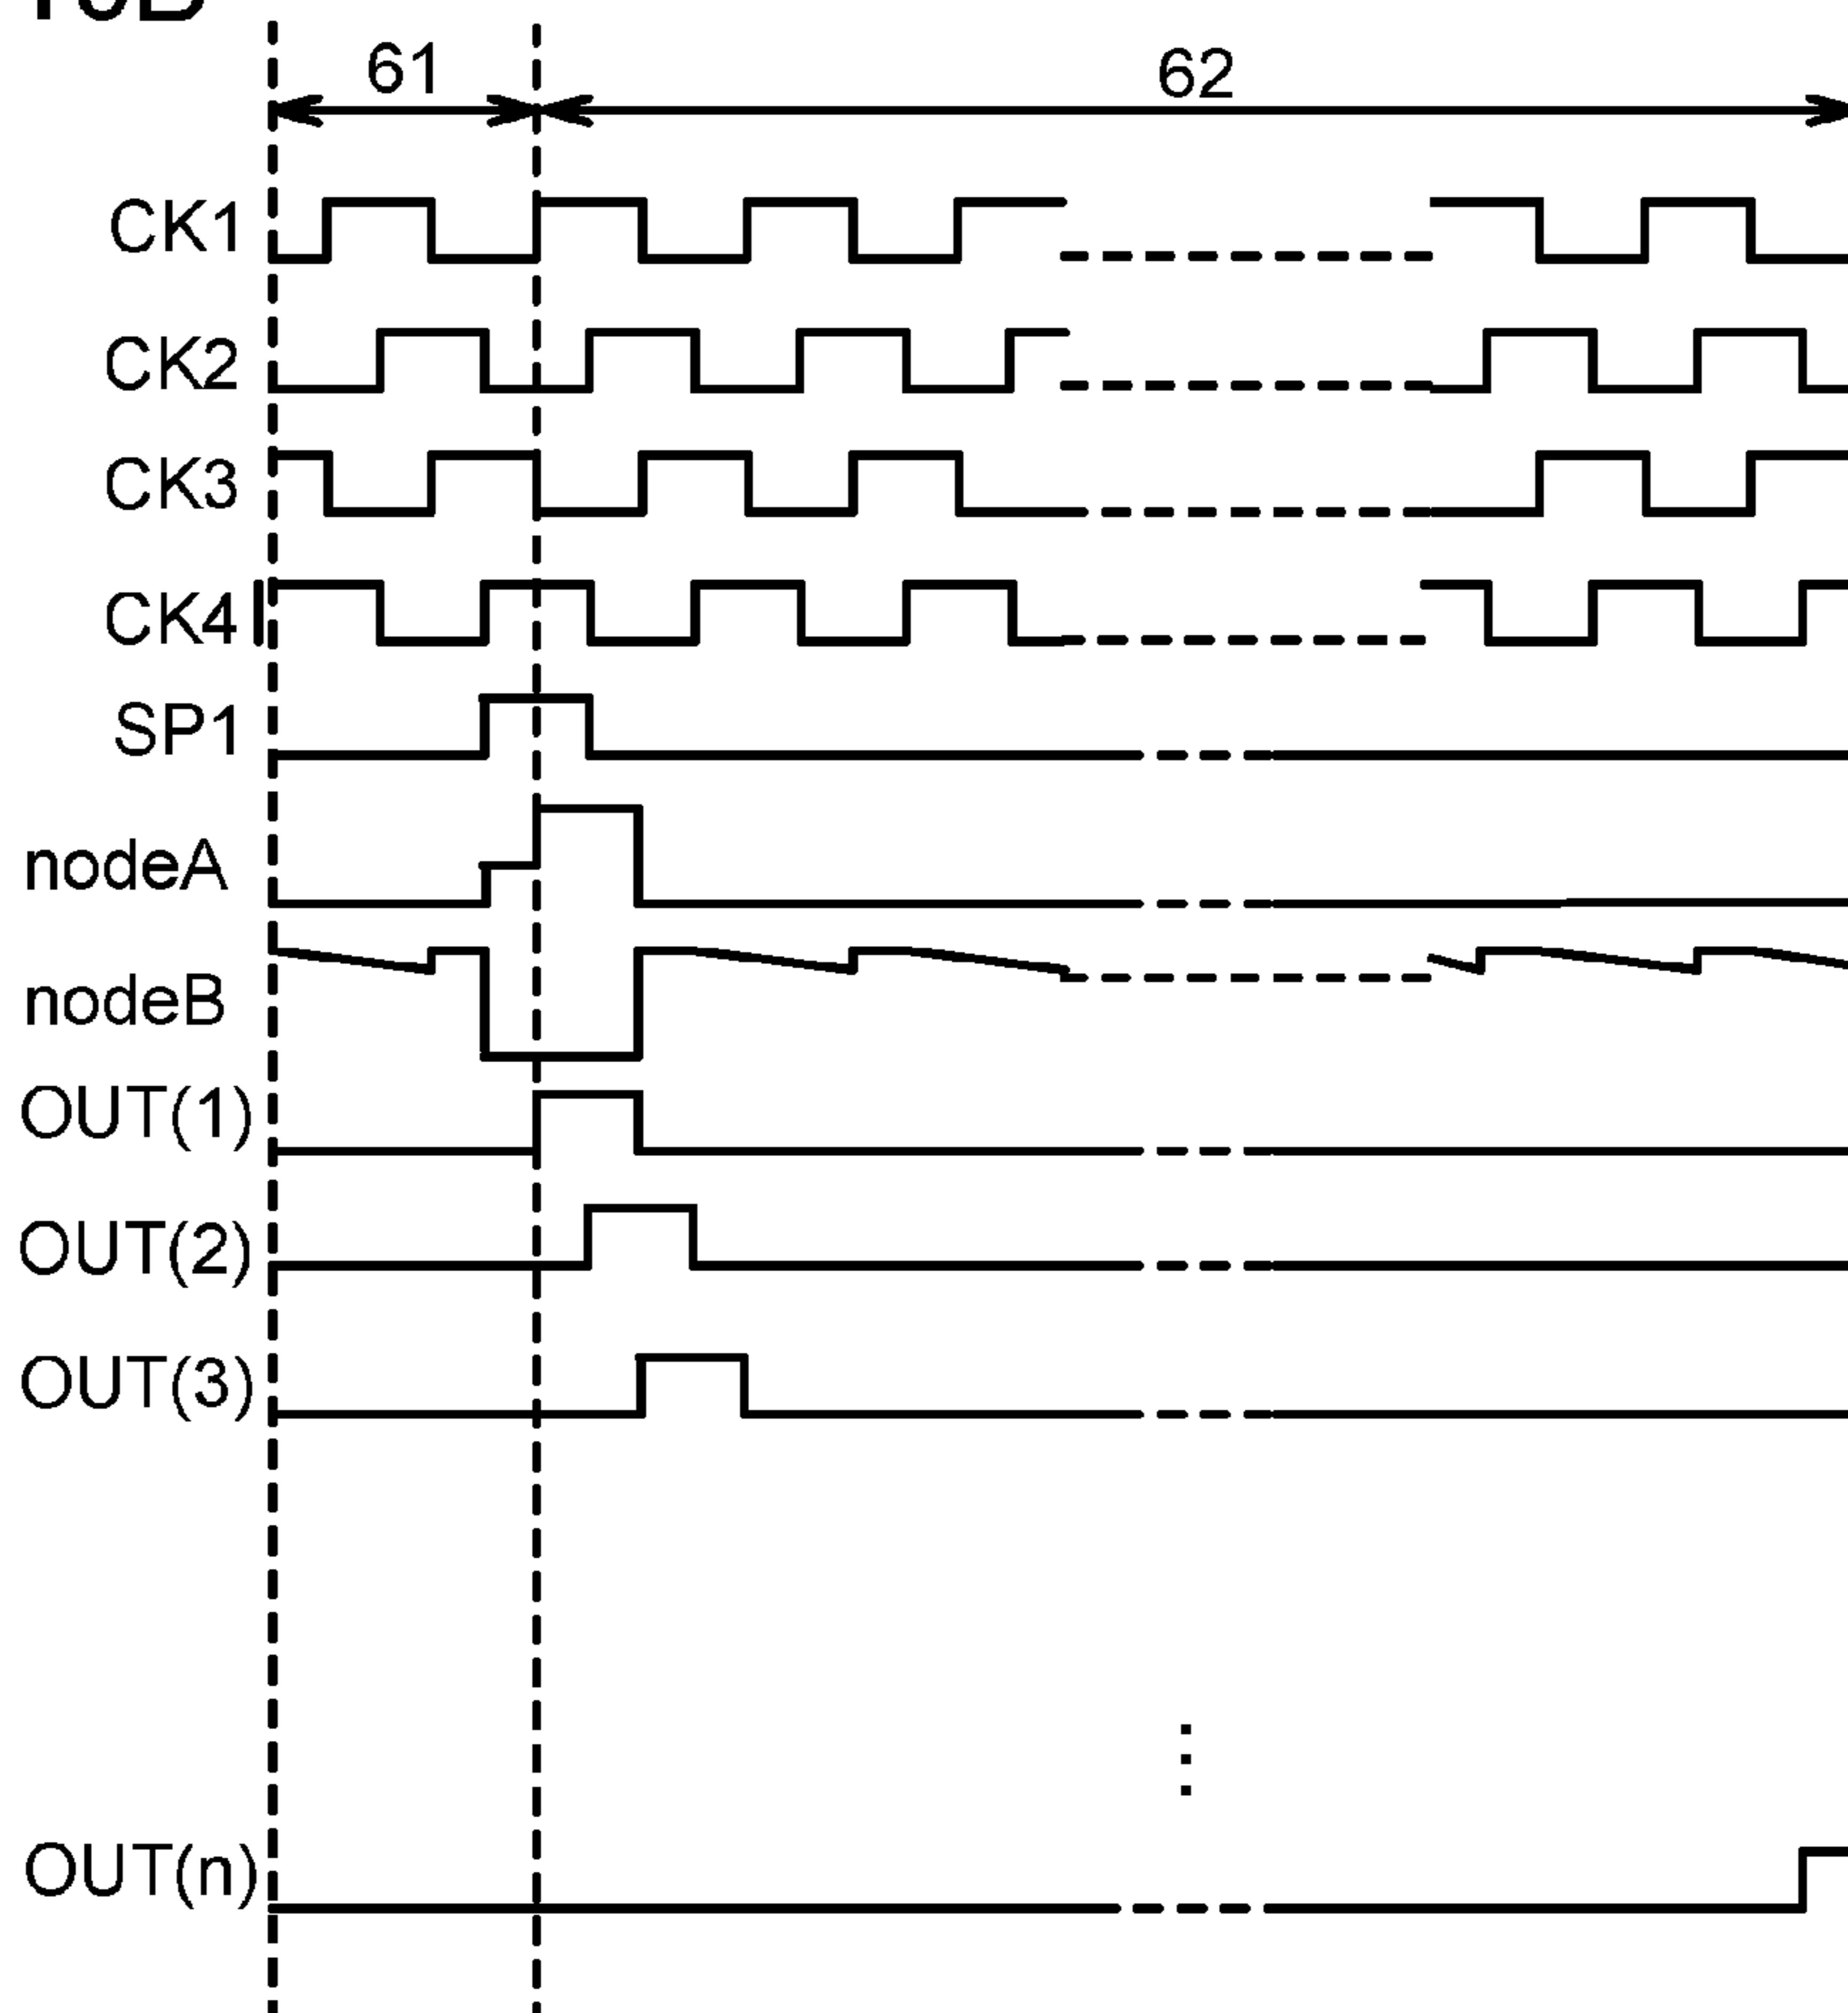 61 62
CK1
CK2
CK3
CK4
SP1
nodeA
nodeB
OUT(1)
OUT(2)
OUT(3)
OUT(n)